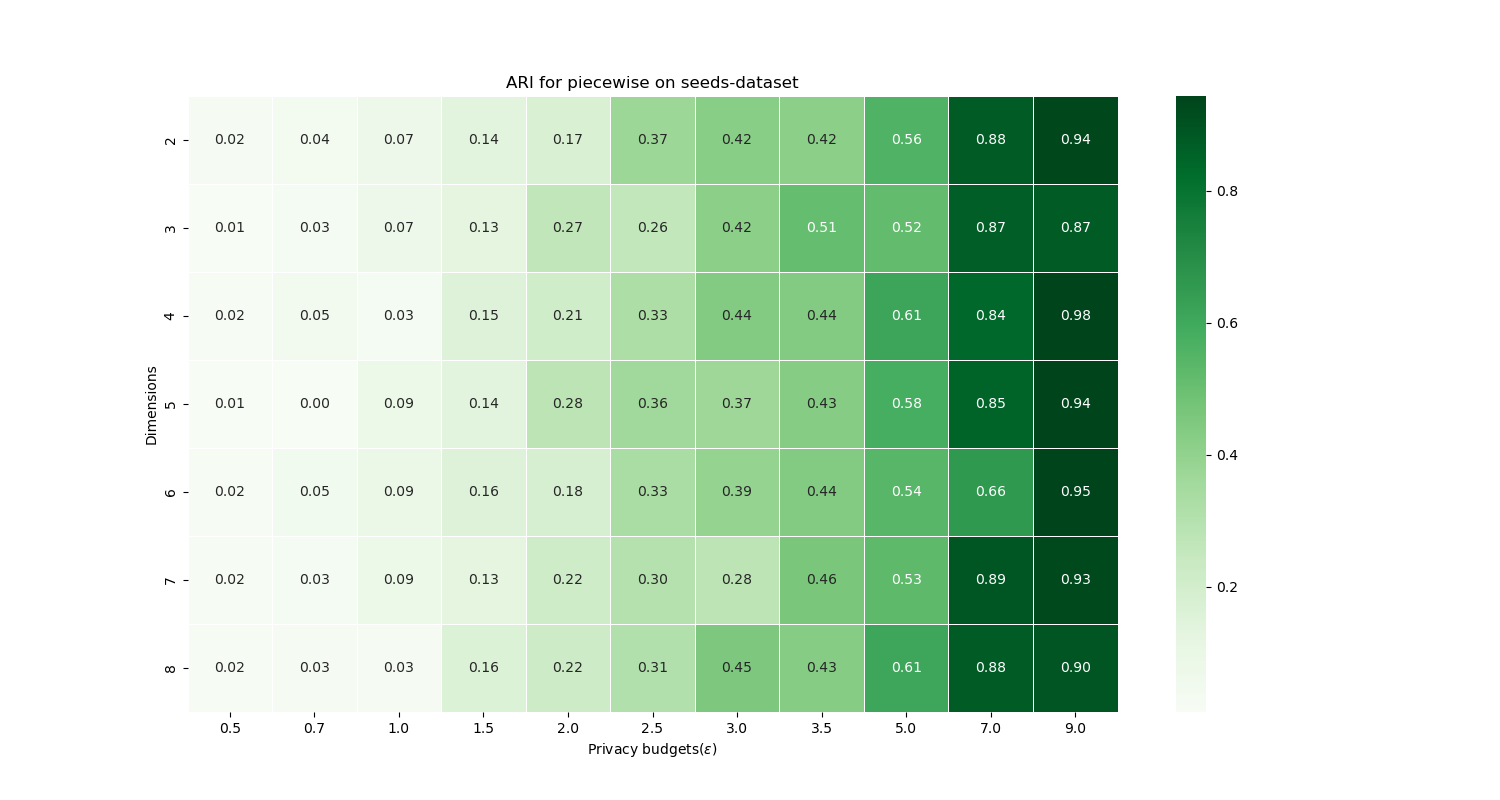 ARI for piecewise on seeds-dataset
2 0.02 0.04 0.07 0.14 0.17 0.37 0.42 0.42 0.56 0.88 0.94
3 0.01 0.03 0.07 0.13 0.27 0.26 0.42 0.51 0.52 0.87 0.87
4 0.02 0.05 0.03 0.15 0.21 0.33 0.44 0.44 0.61 0.84 0.98
5 0.01 0.00 0.09 0.14 0.28 0.36 0.37 0.43 0.58 0.85 0.94
6 0.02 0.05 0.09 0.16 0.18 0.33 0.39 0.44 0.54 0.66 0.95
7 0.02 0.03 0.09 0.13 0.22 0.30 0.28 0.46 0.53 0.89 0.93
8 0.02 0.03 0.03 0.16 0.22 0.31 0.45 0.43 0.61 0.88 0.90
0.5 0.7 1.0 1.5 2.0 2.5 3.0 3.5 5.0 7.0 9.0
Privacy budgets(ε)
Dimensions
0.8
0.6
0.4
0.2